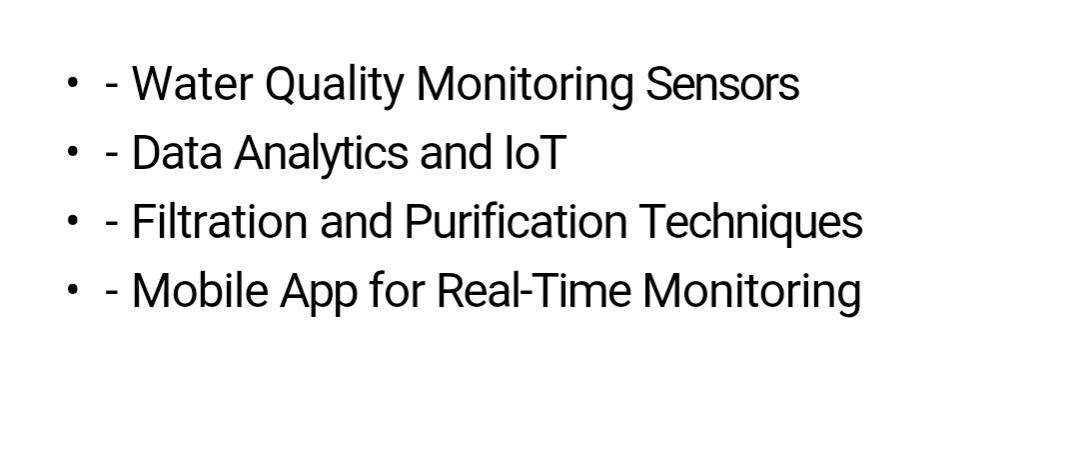 • - Water Quality Monitoring Sensors
• - Data Analytics and IoT
• - Filtration and Purification Techniques
• - Mobile App for Real-Time Monitoring